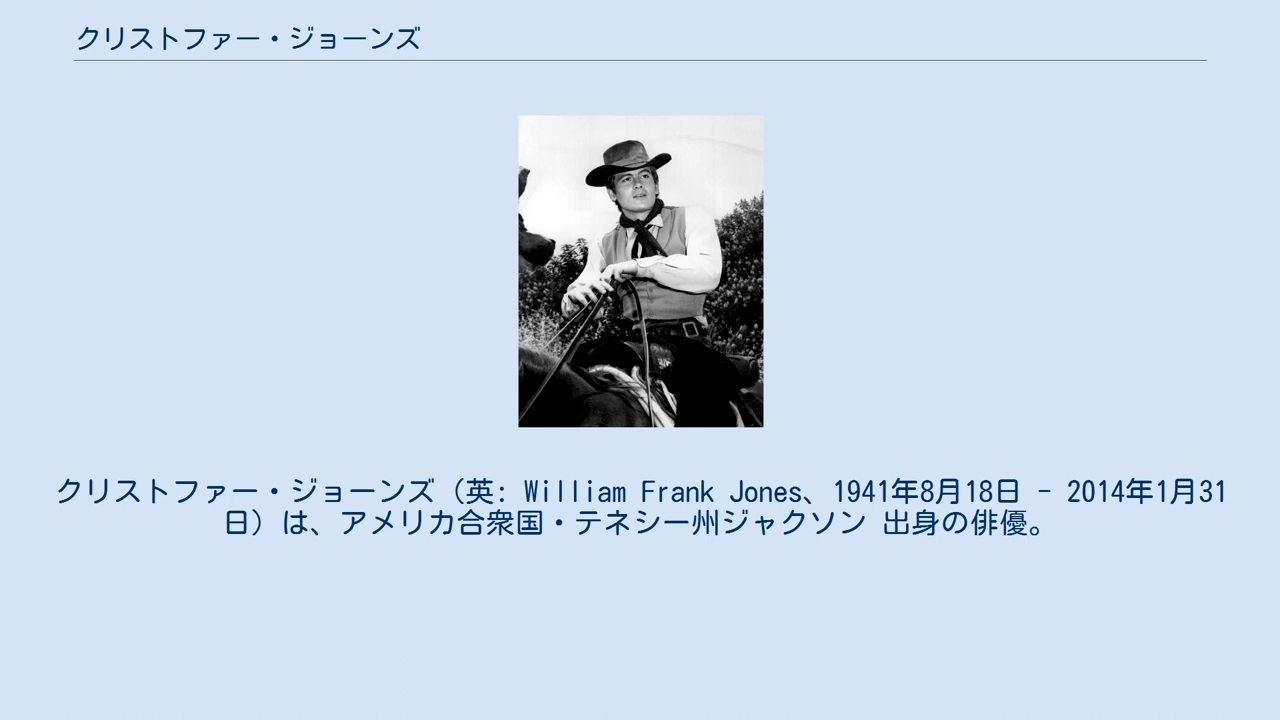 クリストファー・ジョーンズ
クリストファー・ジョーンズ（英: William Frank Jones、1941年8月18日 - 2014年1月31
日）は、アメリカ合衆国・テネシー州ジャクソン 出身の俳優。